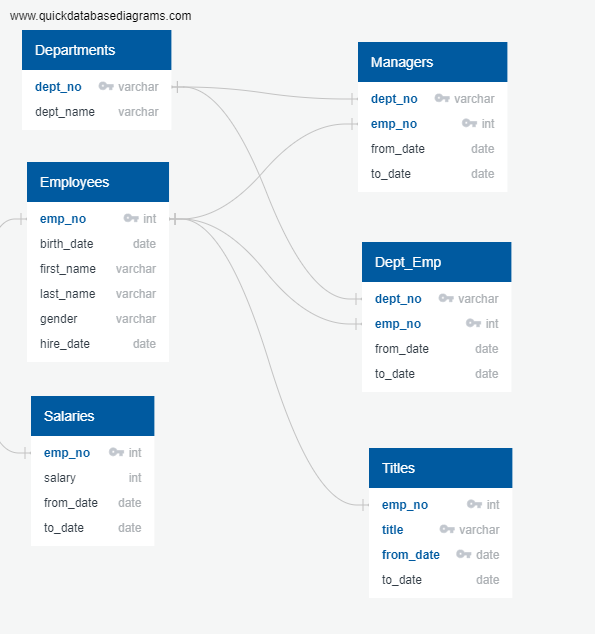 www.quickdatabasediagrams.com
Departments
dept_no varchar
dept_name varchar
Employees
emp_no int
birth_date date
first_name varchar
last_name varchar
gender varchar
hire_date date
Salaries
emp_no int
salary int
from_date date
to_date date
Managers
dept_no varchar
emp_no int
from_date date
to_date date
Dept_Emp
dept_no varchar
emp_no int
from_date date
to_date date
Titles
emp_no int
title varchar
from_date date
to_date date